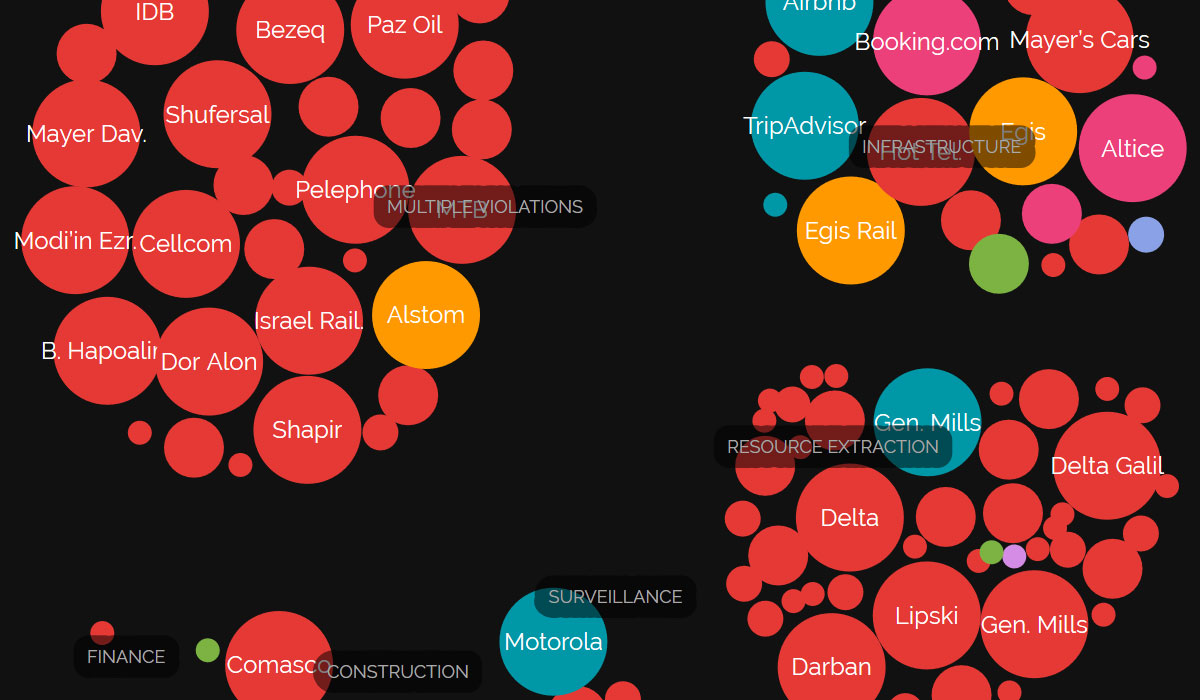 IDB
Bezeq
Paz Oil
Airbnb
Booking.com
Mayer's Cars
Shufersal
Mayer Dav.
TripAdvisor
Egis
INFRASTRUCTURE
Hot Tel.
Altice
Pelephone
MULTIPLE VIOLATIONS
MTB
Modi'in Ezr.
Cellcom
Egis Rail
Israel Rail.
Alstom
B. Hapoalim
Dor Alon
Shapir
Gen. Mills
RESOURCE EXTRACTION
Delta Galil
Delta
SURVEILLANCE
Lipski
Gen. Mills
Motorola
FINANCE
Comasco
CONSTRUCTION
Darban